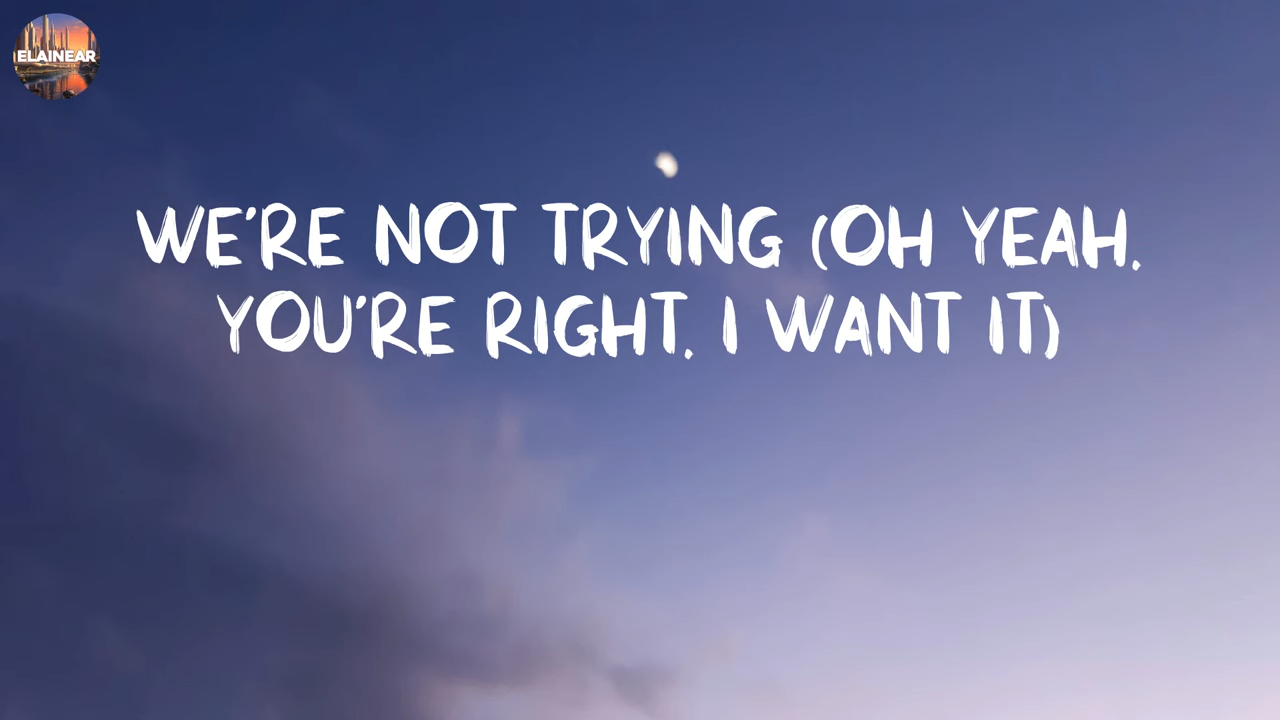 ELAINEAR
WE'RE NOT TRYING (OH YEAH,
YOU'RE RIGHT, I WANT IT)